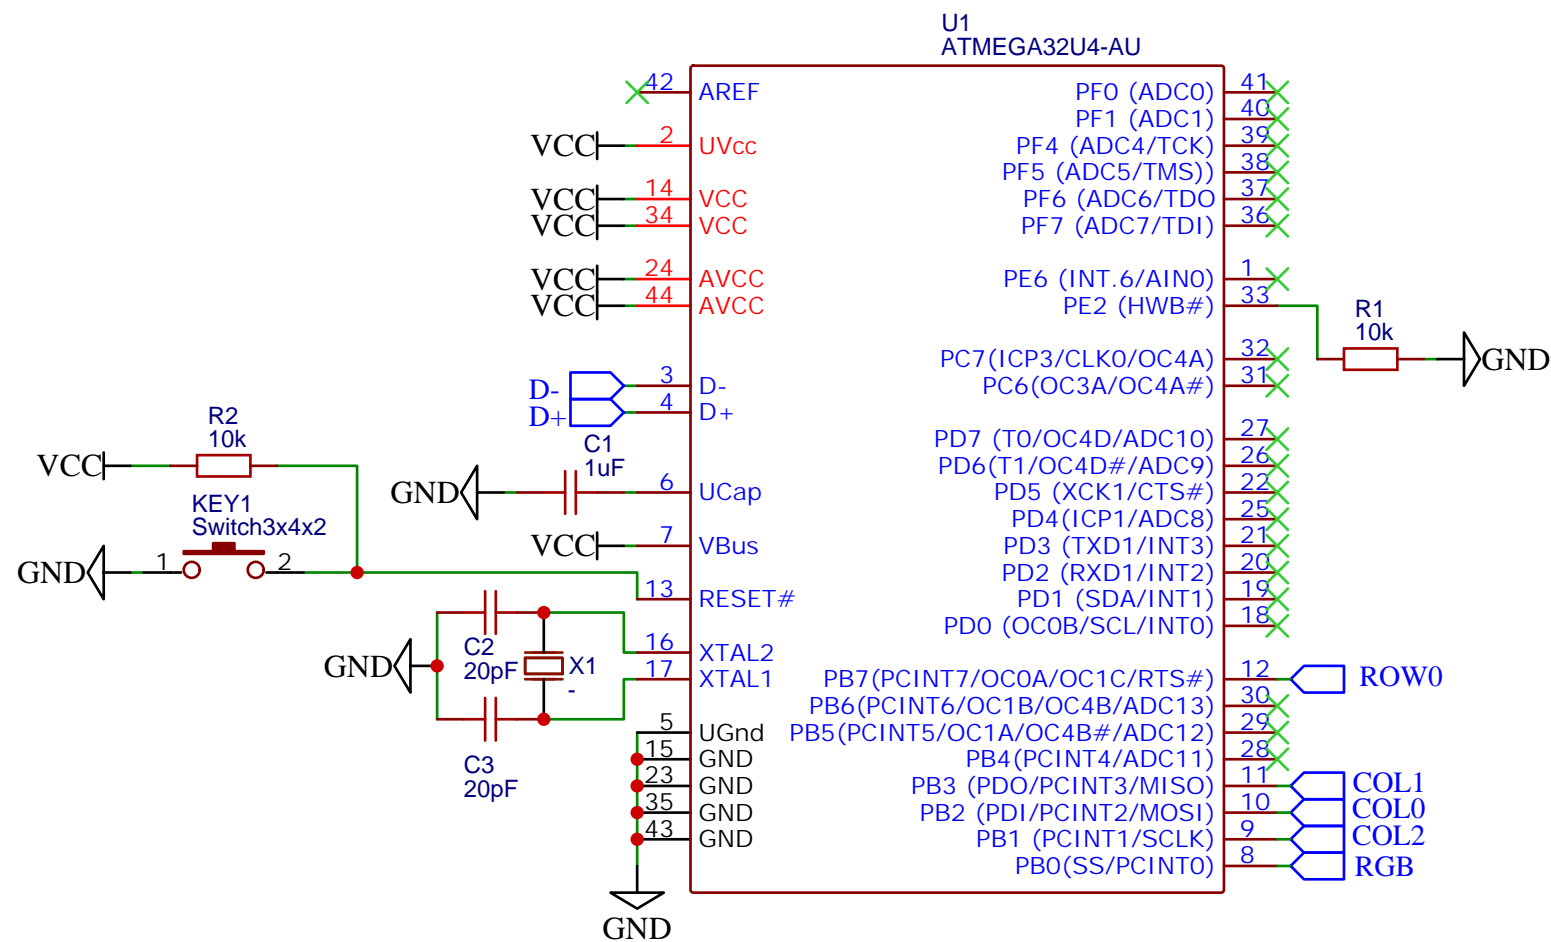 U1
ATMEGA32U4-AU
42 AREF
VCC 2 UVcc
VCC 14 VCC
VCC 34 VCC
VCC 24 AVCC
VCC 44 AVCC
D- 3 D-
D+ 4 D+
C1
1uF
GND 6 UCap
VCC 7 VBus
13 RESET#
R2
10k
VCC
KEY1
Switch3x4x2
GND 1 2
16 XTAL2
17 XTAL1
C2
20pF
GND
X1
-
C3
20pF
5 UGnd
15 GND
23 GND
35 GND
43 GND
GND
PF0 (ADC0) 41
PF1 (ADC1) 40
PF4 (ADC4/TCK) 39
PF5 (ADC5/TMS)) 38
PF6 (ADC6/TDO 37
PF7 (ADC7/TDI) 36
PE6 (INT.6/AIN0) 1
PE2 (HWB#) 33
R1
10k
GND
PC7(ICP3/CLK0/OC4A) 32
PC6(OC3A/OC4A#) 31
PD7 (T0/OC4D/ADC10) 27
PD6(T1/OC4D#/ADC9) 26
PD5 (XCK1/CTS#) 22
PD4(ICP1/ADC8) 25
PD3 (TXD1/INT3) 21
PD2 (RXD1/INT2) 20
PD1 (SDA/INT1) 19
PD0 (OC0B/SCL/INT0) 18
PB7(PCINT7/OC0A/OC1C/RTS#) 12 ROW0
PB6(PCINT6/OC1B/OC4B/ADC13) 30
PB5(PCINT5/OC1A/OC4B#/ADC12) 29
PB4(PCINT4/ADC11) 28
PB3 (PDO/PCINT3/MISO) 11 COL1
PB2 (PDI/PCINT2/MOSI) 10 COL0
PB1 (PCINT1/SCLK) 9 COL2
PB0(SS/PCINT0) 8 RGB